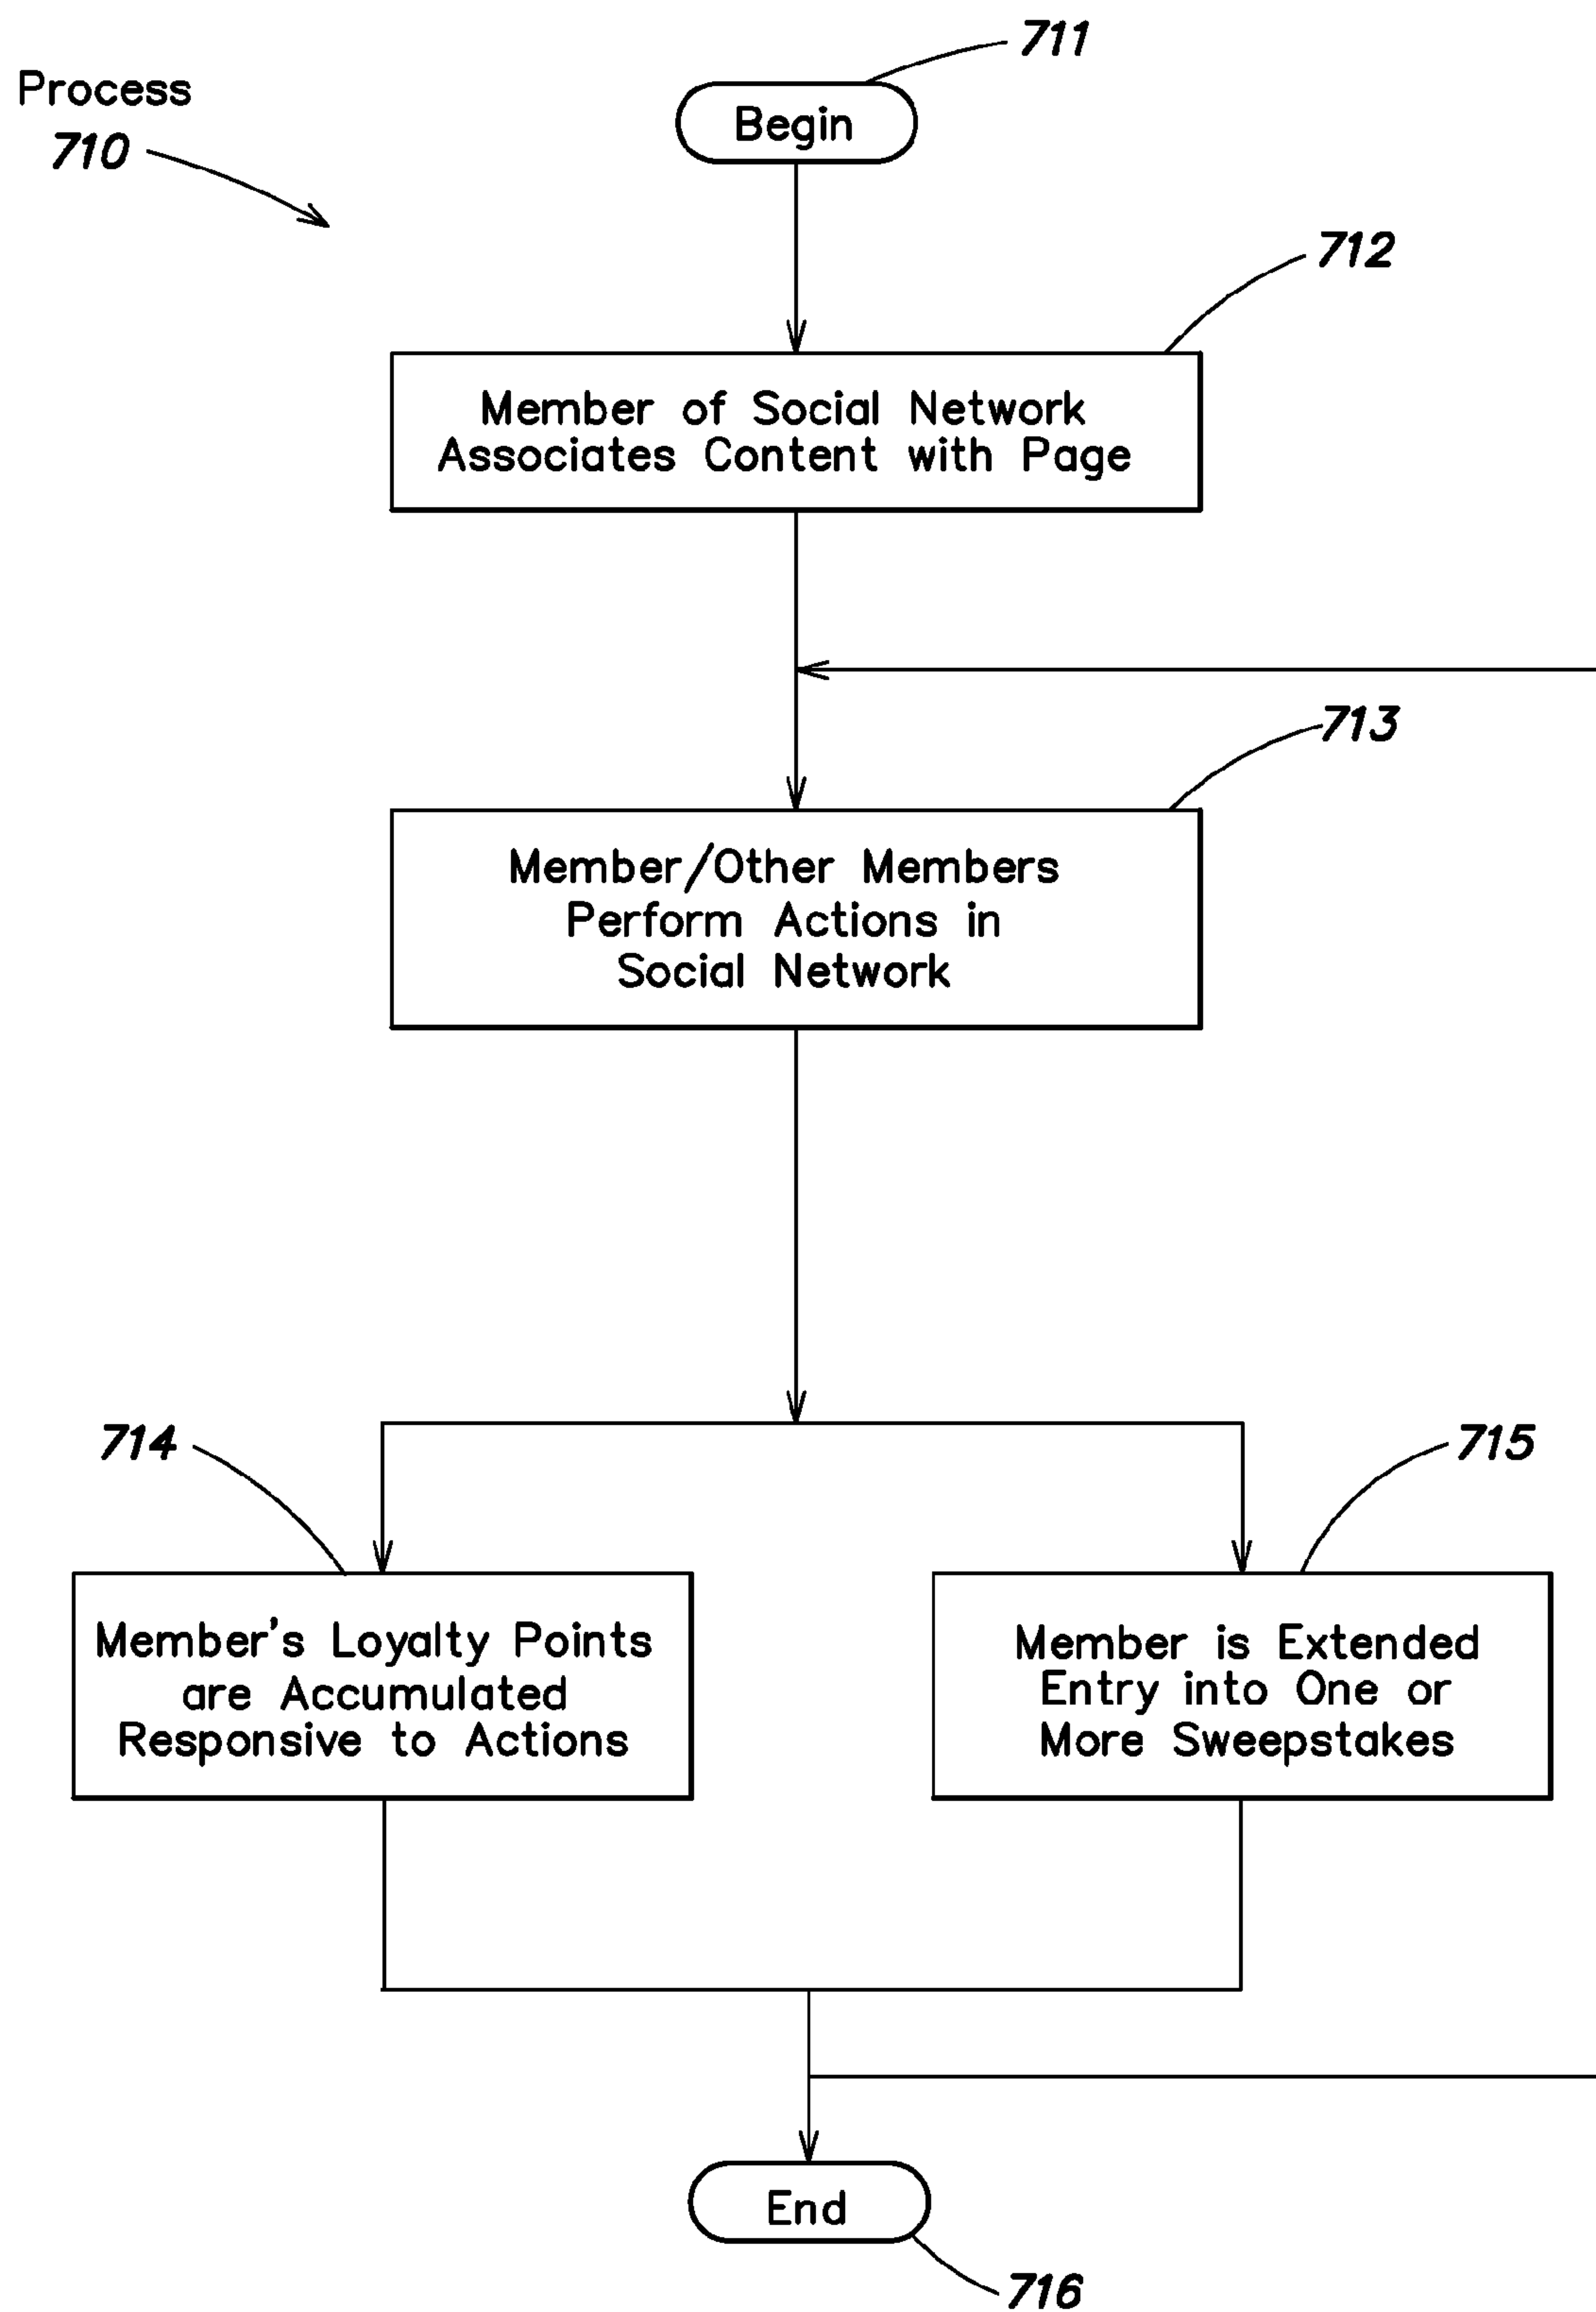 711
Process
710
Begin
712
Member of Social Network
Associates Content with Page
713
Member/Other Members
Perform Actions in
Social Network
714
715
Member's Loyalty Points
are Accumulated
Responsive to Actions
Member is Extended
Entry into One or
More Sweepstakes
End
716